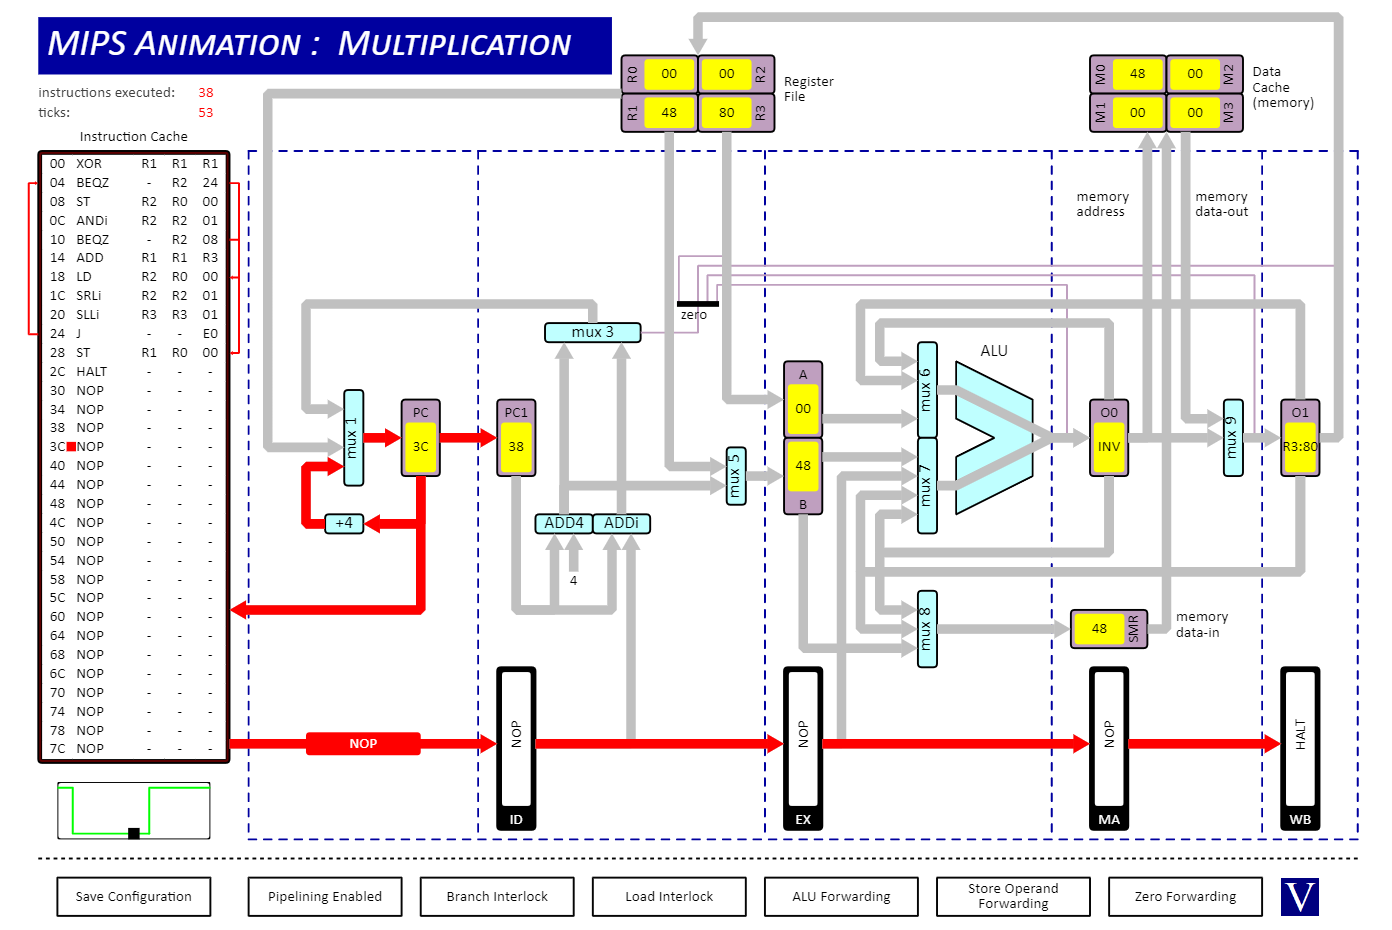 MIPS ANIMATION : MULTIPLICATION
instructions executed: 38
ticks: 53
Instruction Cache
00 XOR R1 R1 R1
04 BEQZ - R2 24
08 ST R2 R0 00
0C ANDi R2 R2 01
10 BEQZ - R2 08
14 ADD R1 R1 R3
18 LD R2 R0 00
1C SRLi R2 R2 01
20 SLLi R3 R3 01
24 J - - E0
28 ST R1 R0 00
2C HALT - - -
30 NOP - - -
34 NOP - - -
38 NOP - - -
3C NOP - - -
40 NOP - - -
44 NOP - - -
48 NOP - - -
4C NOP - - -
50 NOP - - -
54 NOP - - -
58 NOP - - -
5C NOP - - -
60 NOP - - -
64 NOP - - -
68 NOP - - -
6C NOP - - -
70 NOP - - -
74 NOP - - -
78 NOP - - -
7C NOP - - -
R0 00 00 R2
R1 48 80 R3
Register
File
M0 48 00 M2
M1 00 00 M3
Data
Cache
(memory)
memory
address
memory
data-out
zero
mux 3
mux 1
PC
3C
PC1
38
+4
ADD4
ADDi
4
mux 5
A
00
48
B
mux 6
mux 7
ALU
O0
INV
mux 9
O1
R3:80
mux 8
48
SMR
memory
data-in
NOP
NOP
ID
NOP
EX
NOP
MA
HALT
WB
Save Configuration
Pipelining Enabled
Branch Interlock
Load Interlock
ALU Forwarding
Store Operand
Forwarding
Zero Forwarding
V